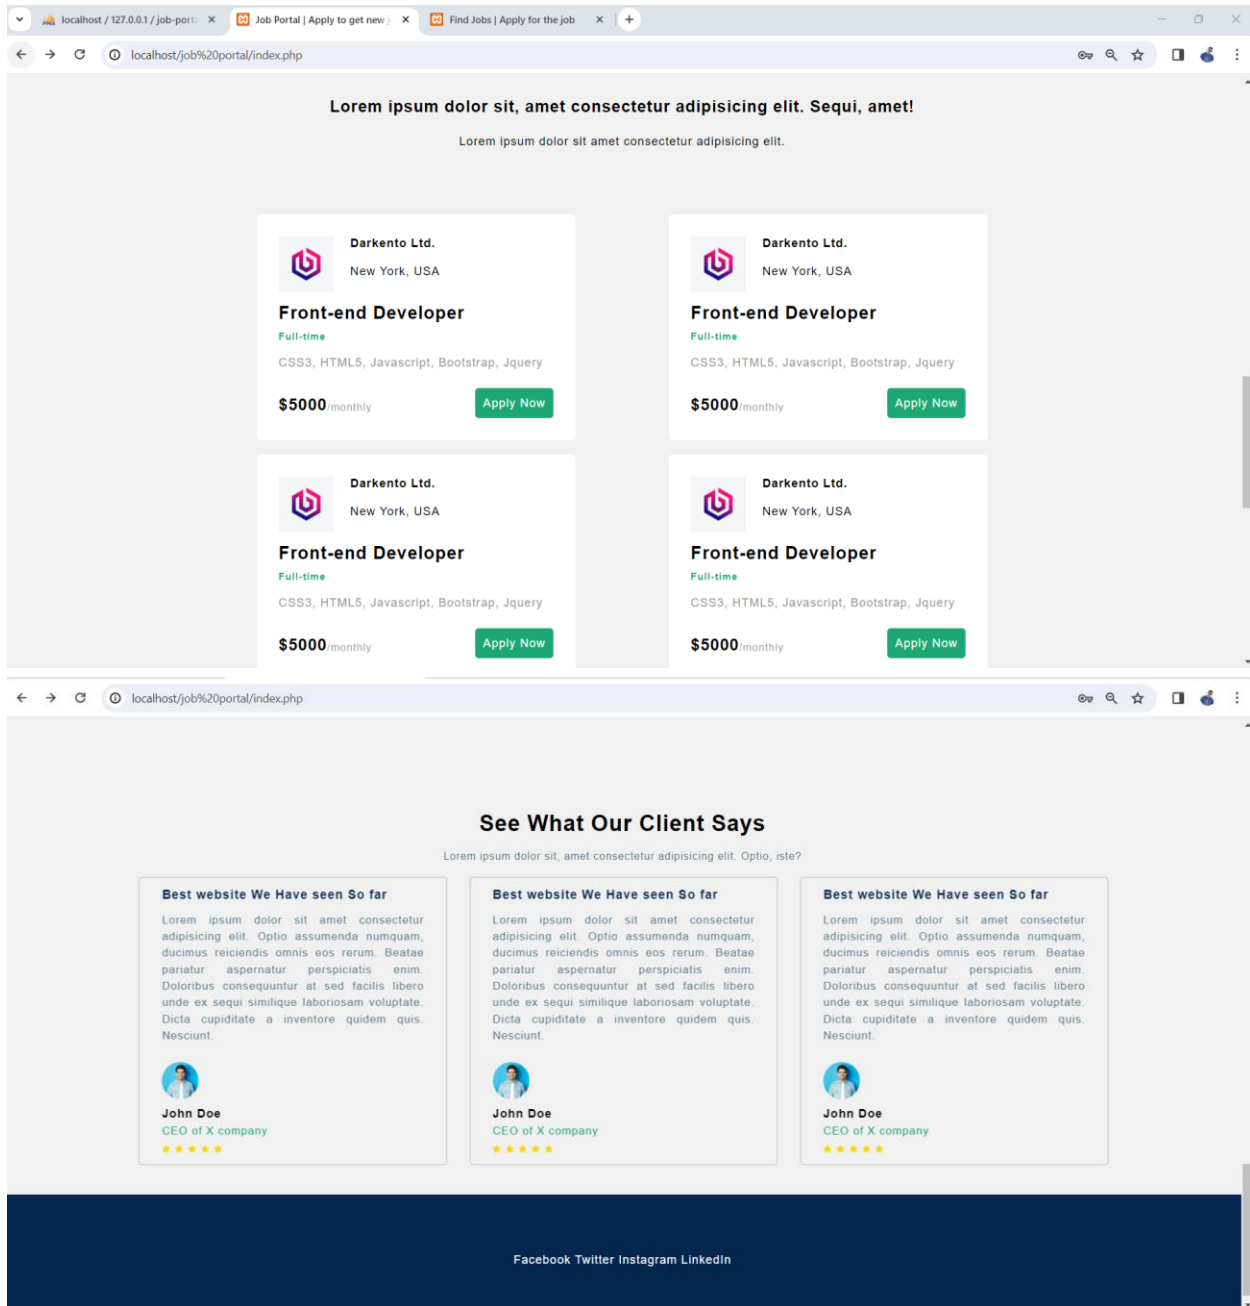 localhost / 127.0.0.1 / job-port
Job Portal | Apply to get new j
Find Jobs | Apply for the job
localhost/job%20portal/index.php
Lorem ipsum dolor sit, amet consectetur adipisicing elit. Sequi, amet!
Lorem ipsum dolor sit amet consectetur adipisicing elit.
Darkento Ltd.
New York, USA
Front-end Developer
Full-time
CSS3, HTML5, Javascript, Bootstrap, Jquery
$5000/monthly
Apply Now
Darkento Ltd.
New York, USA
Front-end Developer
Full-time
CSS3, HTML5, Javascript, Bootstrap, Jquery
$5000/monthly
Apply Now
Darkento Ltd.
New York, USA
Front-end Developer
Full-time
CSS3, HTML5, Javascript, Bootstrap, Jquery
$5000/monthly
Apply Now
Darkento Ltd.
New York, USA
Front-end Developer
Full-time
CSS3, HTML5, Javascript, Bootstrap, Jquery
$5000/monthly
Apply Now
localhost/job%20portal/index.php
See What Our Client Says
Lorem ipsum dolor sit, amet consectetur adipisicing elit. Optio, iste?
Best website We Have seen So far
Lorem ipsum dolor sit amet consectetur
adipisicing elit. Optio assumenda numquam,
ducimus reiciendis omnis eos rerum. Beatae
pariatur aspernatur perspiciatis enim.
Doloribus consequuntur at sed facilis libero
unde ex sequi similique laboriosam voluptate.
Dicta cupiditate a inventore quidem quis.
Nesciunt.
John Doe
CEO of X company
Best website We Have seen So far
Lorem ipsum dolor sit amet consectetur
adipisicing elit. Optio assumenda numquam,
ducimus reiciendis omnis eos rerum. Beatae
pariatur aspernatur perspiciatis enim.
Doloribus consequuntur at sed facilis libero
unde ex sequi similique laboriosam voluptate.
Dicta cupiditate a inventore quidem quis.
Nesciunt.
John Doe
CEO of X company
Best website We Have seen So far
Lorem ipsum dolor sit amet consectetur
adipisicing elit. Optio assumenda numquam,
ducimus reiciendis omnis eos rerum. Beatae
pariatur aspernatur perspiciatis enim.
Doloribus consequuntur at sed facilis libero
unde ex sequi similique laboriosam voluptate.
Dicta cupiditate a inventore quidem quis.
Nesciunt.
John Doe
CEO of X company
Facebook Twitter Instagram LinkedIn